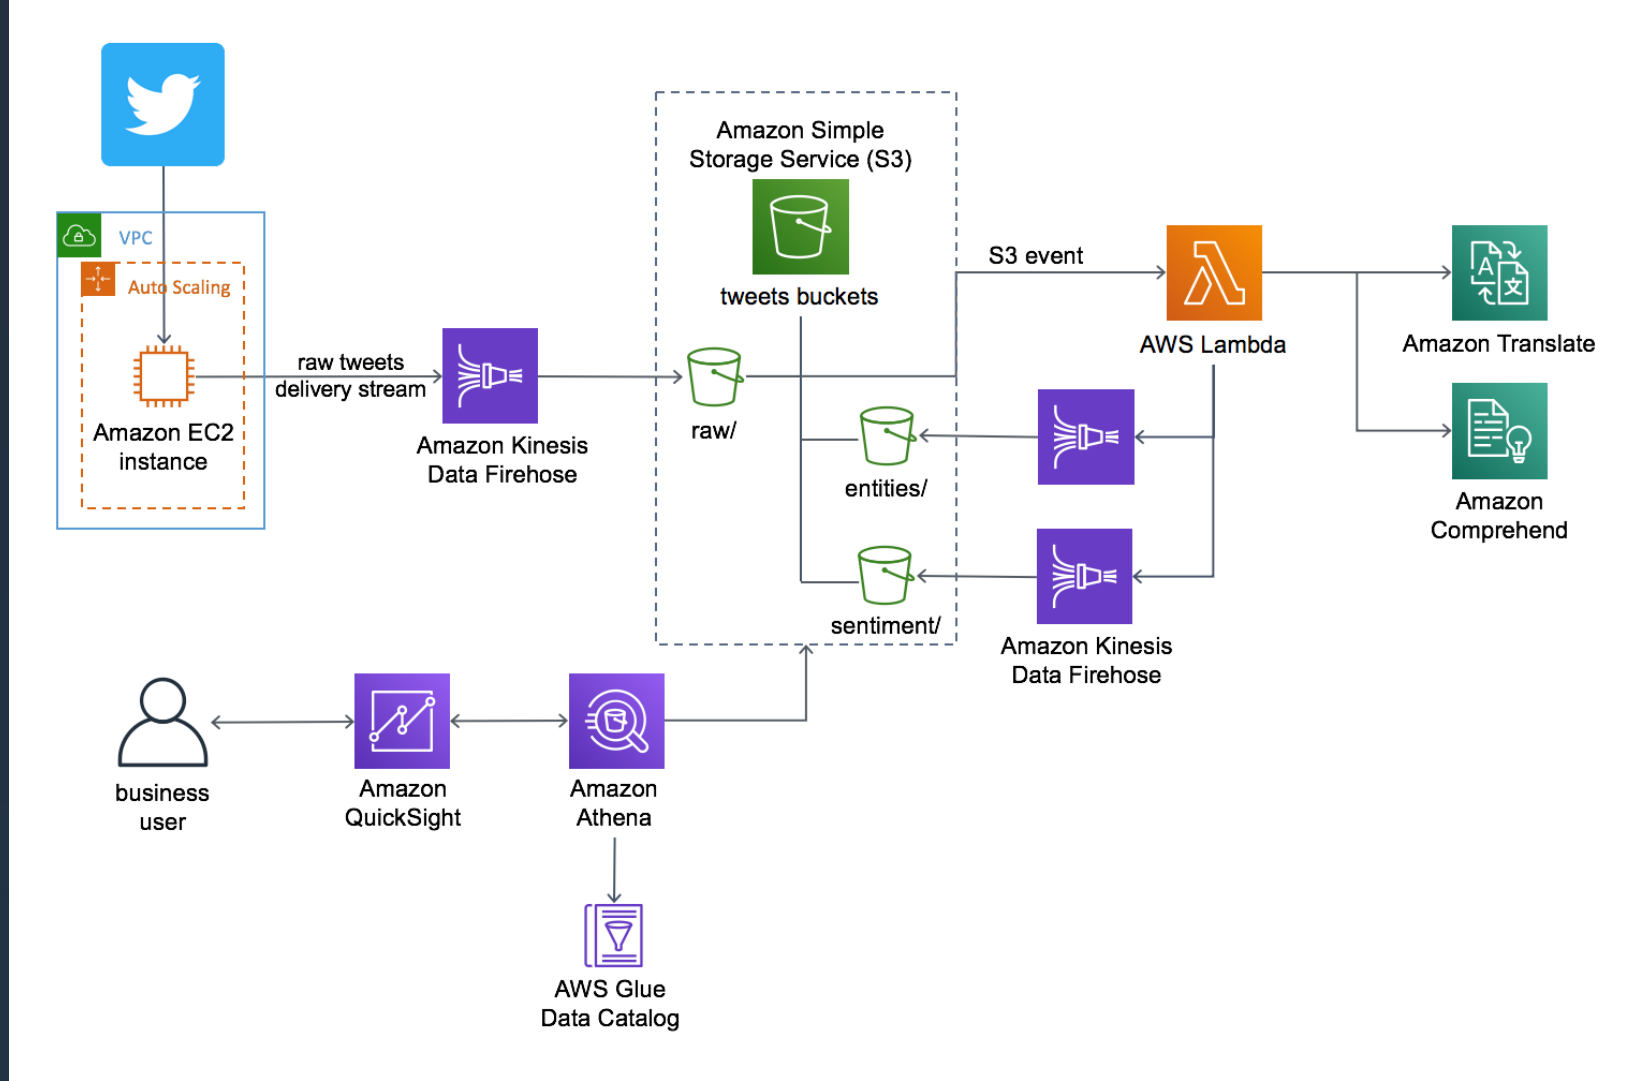 VPC
Auto Scaling
Amazon EC2
instance
raw tweets
delivery stream
Amazon Kinesis
Data Firehose
Amazon Simple
Storage Service (S3)
tweets buckets
raw/
entities/
sentiment/
S3 event
AWS Lambda
Amazon Translate
Amazon
Comprehend
Amazon Kinesis
Data Firehose
business
user
Amazon
QuickSight
Amazon
Athena
AWS Glue
Data Catalog